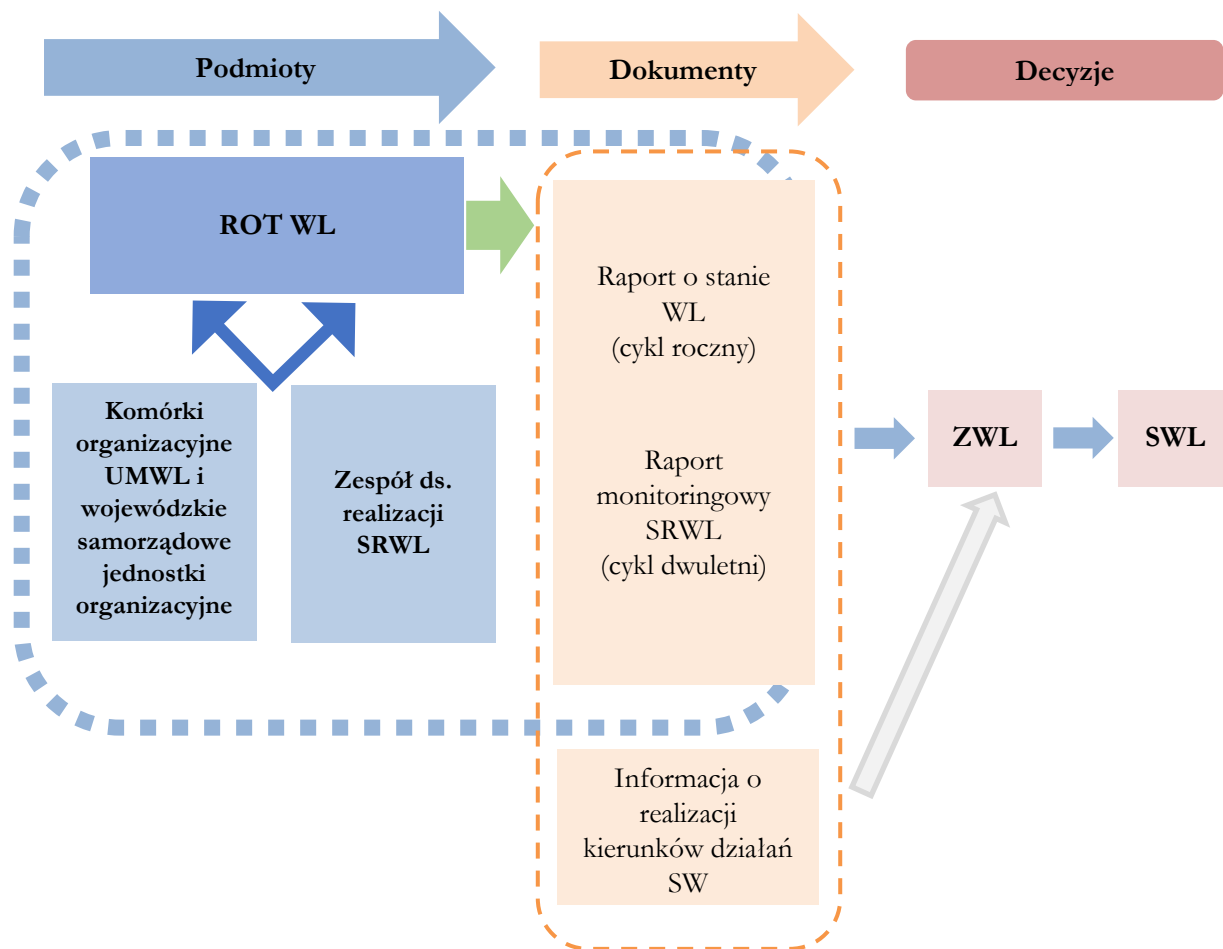 Podmioty
Dokumenty
Decyzje
ROT WL
Komórki
organizacyjne
UMWL i
wojewódzkie
samorządowe
jednostki
organizacyjne
Zespół ds.
realizacji
SRWL
Raport o stanie
WL
(cykl roczny)
Raport
monitoringowy
SRWL
(cykl dwuletni)
Informacja o
realizacji
kierunków działań
SW
ZWL
SWL